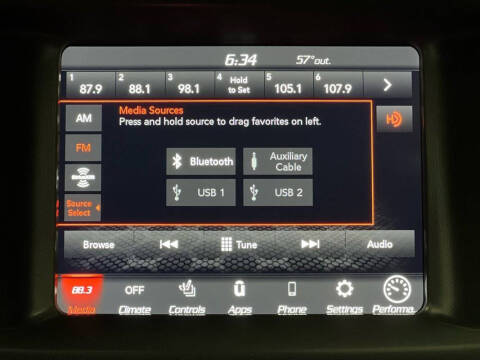 6:34 57°out.
1 87.9 2 88.1 3 98.1 4 Hold to Set 5 105.1 6 107.9
Media Sources
Press and hold source to drag favorites on left.
AM
FM
Source
Select
Bluetooth
Auxiliary
Cable
USB 1 USB 2
Browse Tune Audio
88.3 OFF
Media Climate Controls Apps Phone Settings Performa.